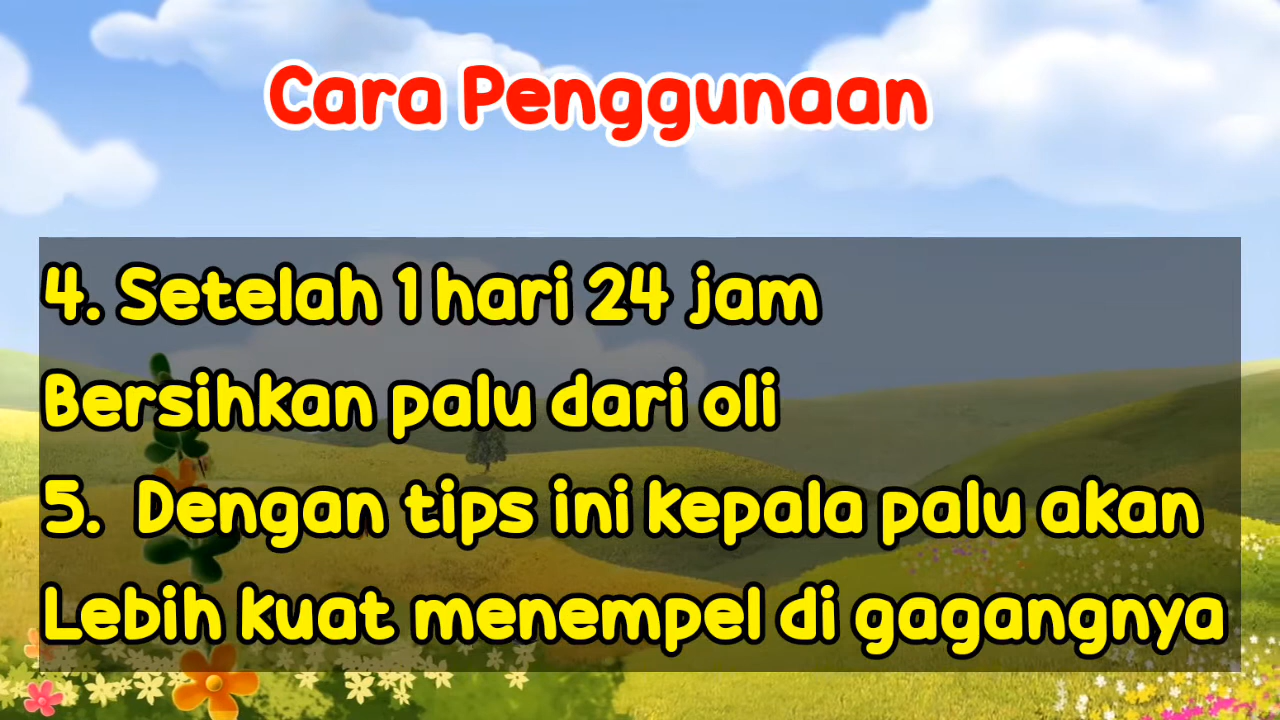 Cara Penggunaan
4. Setelah 1 hari 24 jam
Bersihkan palu dari oli
5. Dengan tips ini kepala palu akan
Lebih kuat menempel di gagangnya